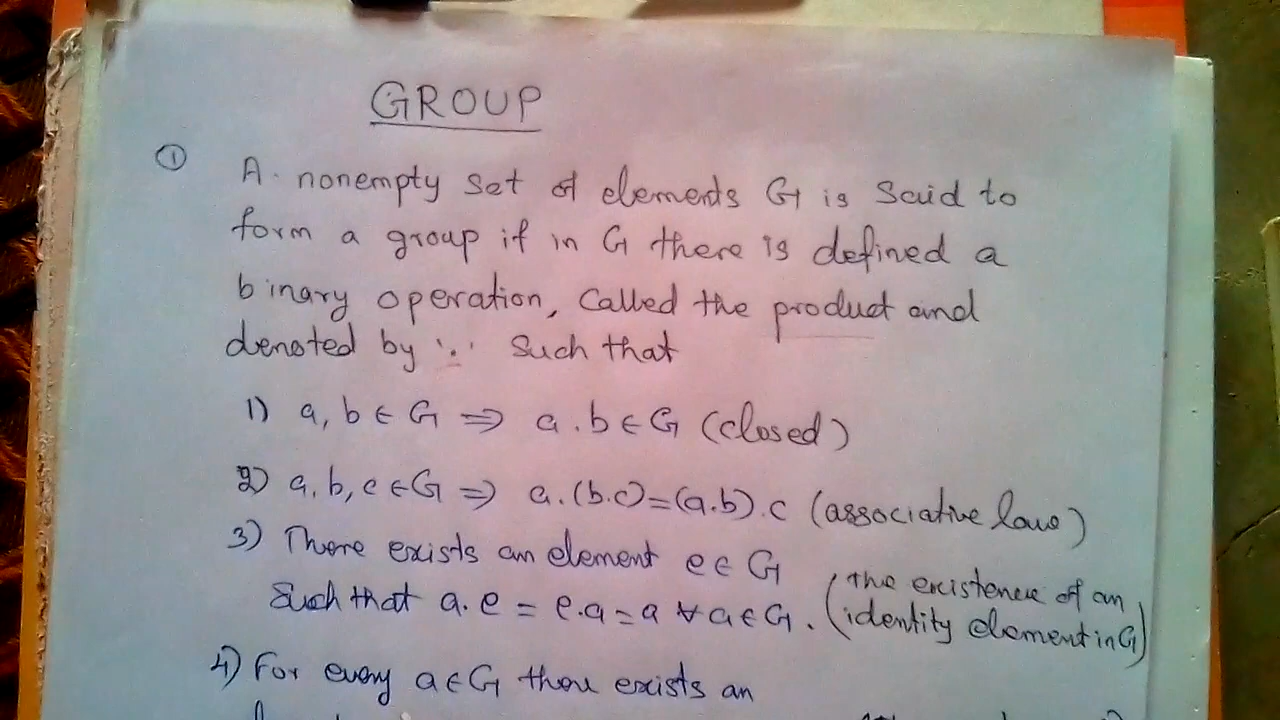 GROUP
① A nonempty set of elements G is said to
form a group if in G there is defined a
binary operation, called the product and
denoted by '.' such that
1) a, b ∈ G ⇒ a . b ∈ G (closed)
2) a, b, c ∈ G ⇒ a . (b.c) = (a.b) . c (associative law)
3) There exists an element e ∈ G
such that a . e = e . a = a ∀ a ∈ G . (the existence of an
identity element in G)
4) For every a ∈ G there exists an